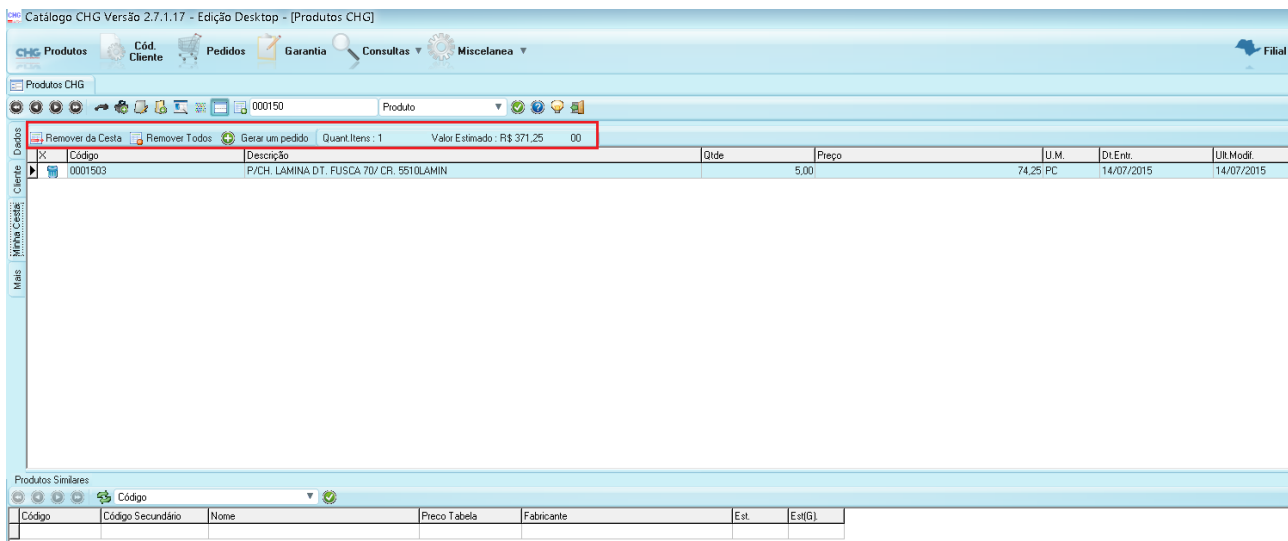 CHG Catálogo CHG Versão 2.7.1.17 - Edição Desktop - [Produtos CHG]
CHG Produtos Cód. Cliente Pedidos Garantia Consultas Miscelanea Filial
Produtos CHG
000150 Produto
Remover da Cesta Remover Todos Gerar um pedido Quant.Itens : 1 Valor Estimado : R$ 371,25 00
X Código Descrição Qtde Preço U.M. Dt.Entr. Ult.Modif.
0001503 P/CH. LAMINA DT. FUSCA 70/ CR. 5510LAMIN 5,00 74,25 PC 14/07/2015 14/07/2015
Dados
Cliente
Minha Cesta
Mais
Produtos Similares
Código
Código Código Secundário Nome Preco Tabela Fabricante Est. Est(G).